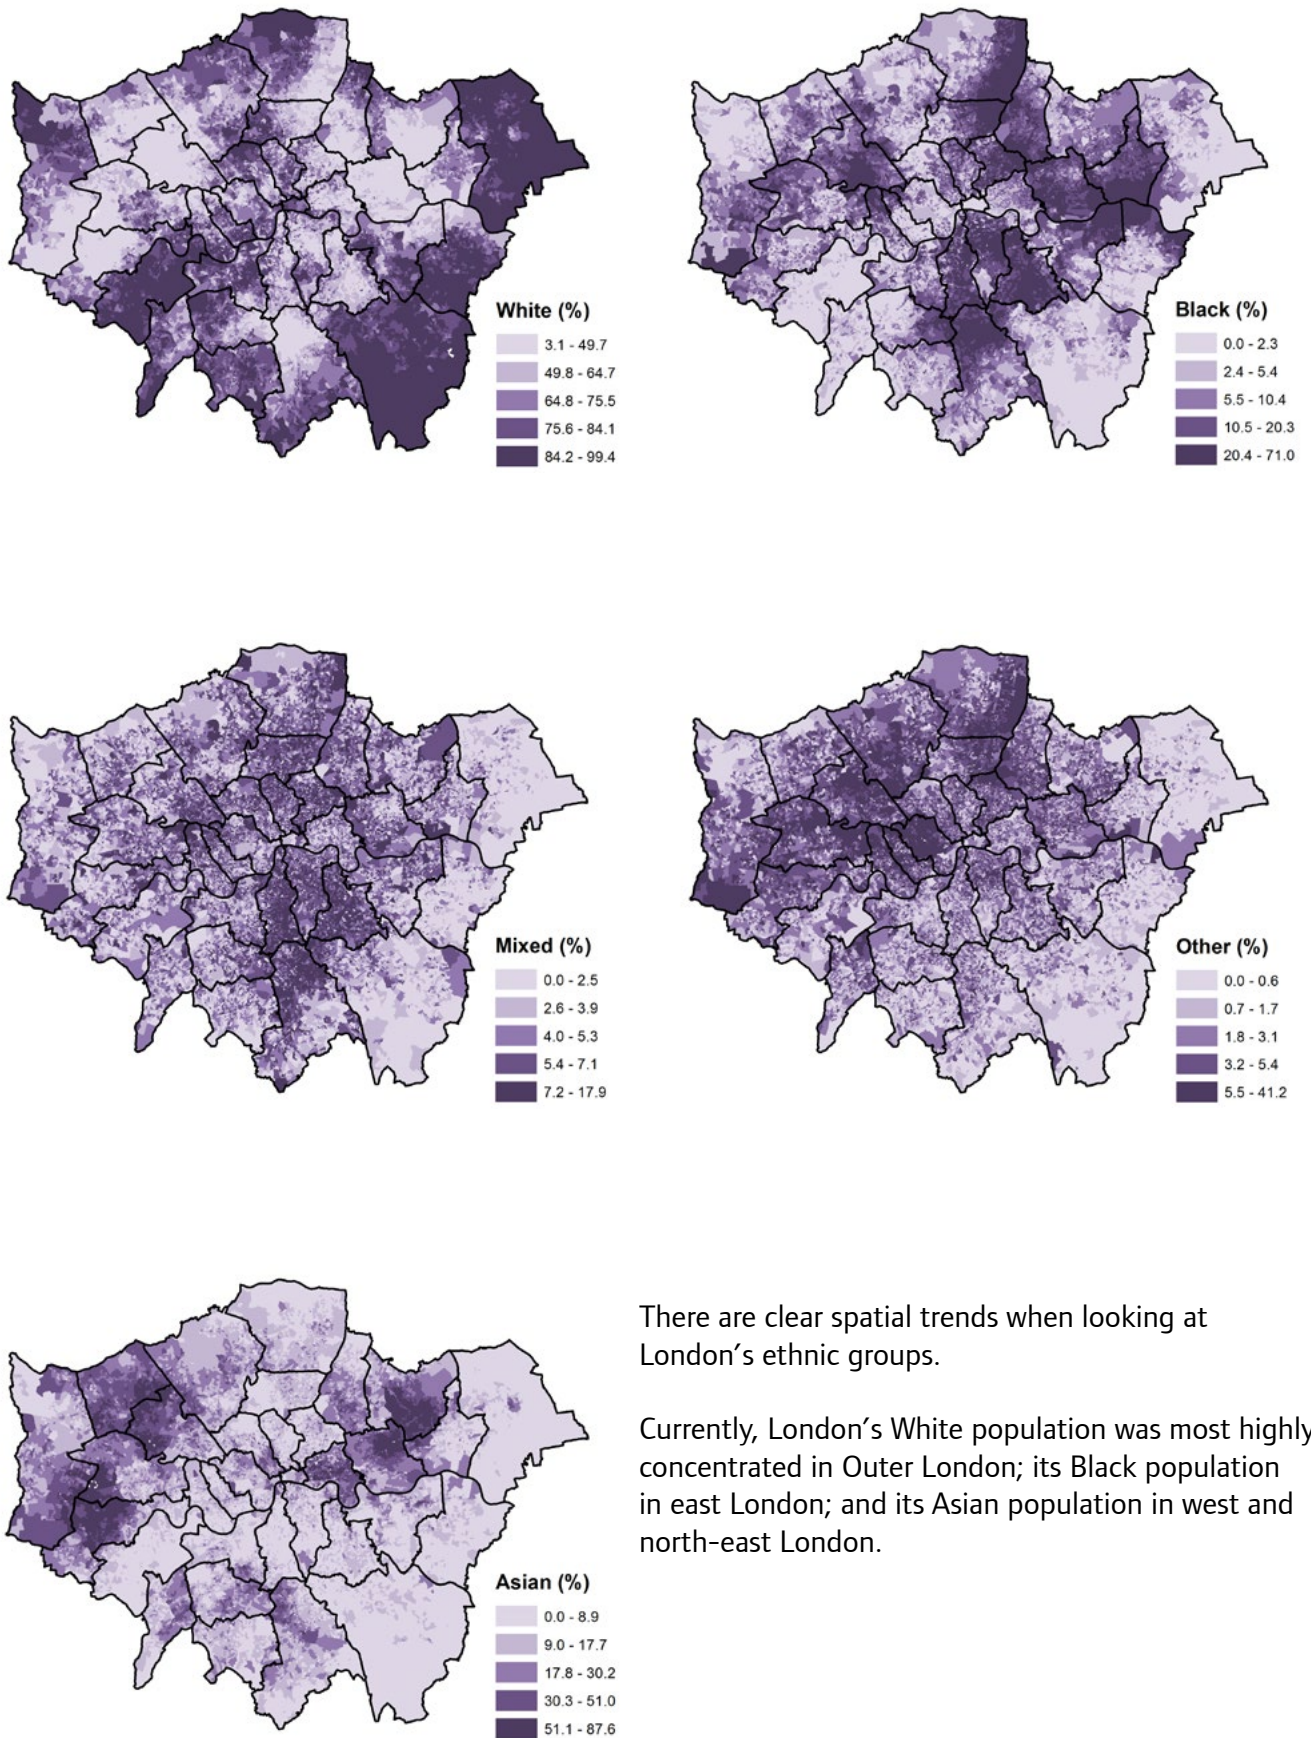 White (%)
3.1 - 49.7
49.8 - 64.7
64.8 - 75.5
75.6 - 84.1
84.2 - 99.4
Black (%)
0.0 - 2.3
2.4 - 5.4
5.5 - 10.4
10.5 - 20.3
20.4 - 71.0
Mixed (%)
0.0 - 2.5
2.6 - 3.9
4.0 - 5.3
5.4 - 7.1
7.2 - 17.9
Other (%)
0.0 - 0.6
0.7 - 1.7
1.8 - 3.1
3.2 - 5.4
5.5 - 41.2
Asian (%)
0.0 - 8.9
9.0 - 17.7
17.8 - 30.2
30.3 - 51.0
51.1 - 87.6
There are clear spatial trends when looking at
London's ethnic groups.
Currently, London's White population was most highly
concentrated in Outer London; its Black population
in east London; and its Asian population in west and
north-east London.